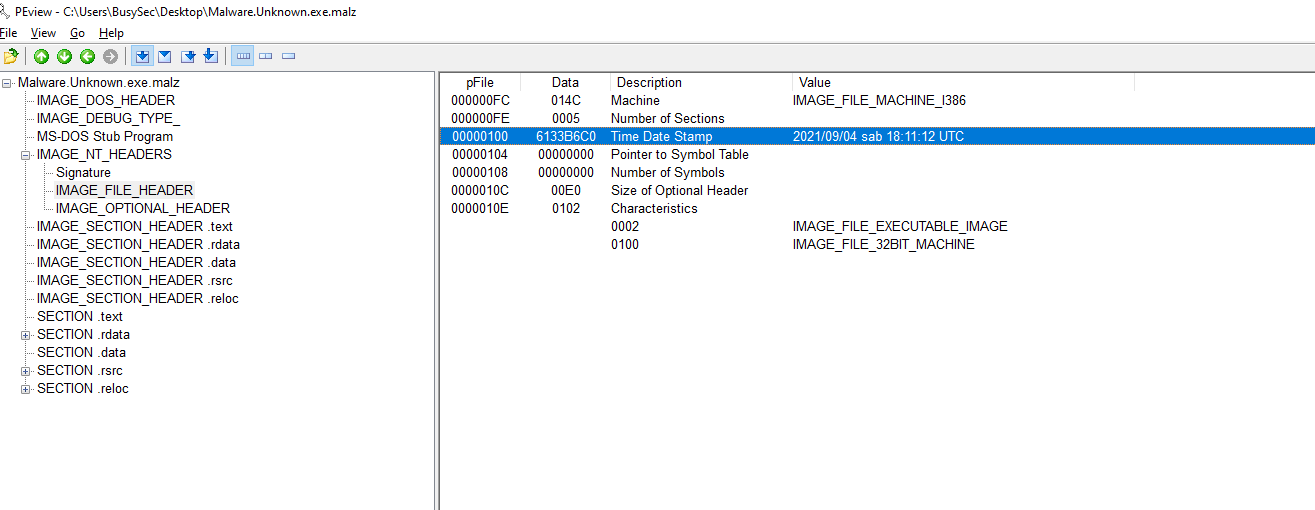 PEview - C:\Users\BusySec\Desktop\Malware.Unknown.exe.malz
File View Go Help
Malware.Unknown.exe.malz
IMAGE_DOS_HEADER
IMAGE_DEBUG_TYPE_
MS-DOS Stub Program
IMAGE_NT_HEADERS
Signature
IMAGE_FILE_HEADER
IMAGE_OPTIONAL_HEADER
IMAGE_SECTION_HEADER .text
IMAGE_SECTION_HEADER .rdata
IMAGE_SECTION_HEADER .data
IMAGE_SECTION_HEADER .rsrc
IMAGE_SECTION_HEADER .reloc
SECTION .text
SECTION .rdata
SECTION .data
SECTION .rsrc
SECTION .reloc
pFile Data Description Value
000000FC 014C Machine IMAGE_FILE_MACHINE_I386
000000FE 0005 Number of Sections
00000100 6133B6C0 Time Date Stamp 2021/09/04 sab 18:11:12 UTC
00000104 00000000 Pointer to Symbol Table
00000108 00000000 Number of Symbols
0000010C 00E0 Size of Optional Header
0000010E 0102 Characteristics
0002 IMAGE_FILE_EXECUTABLE_IMAGE
0100 IMAGE_FILE_32BIT_MACHINE